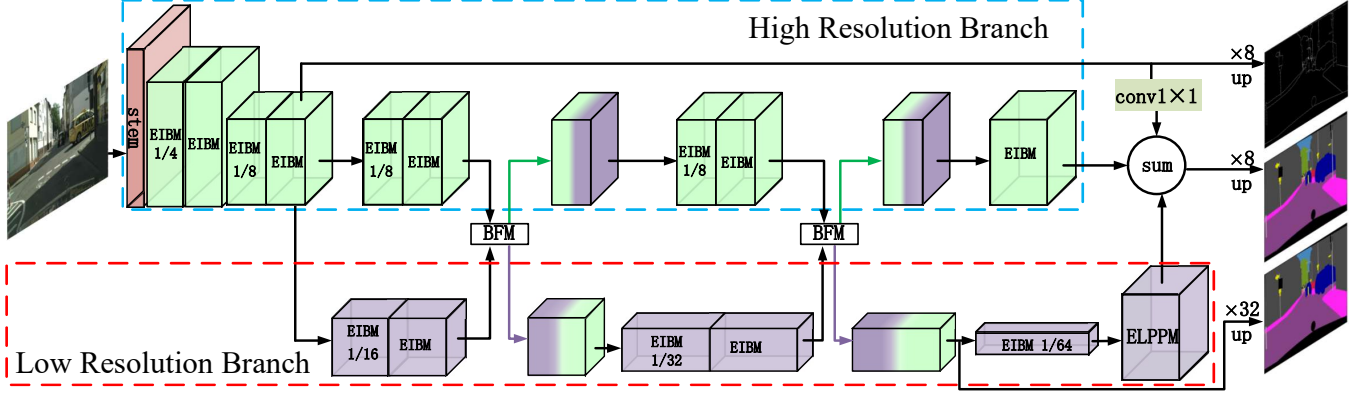 High Resolution Branch
×8
up
stem
EIBM
1/4
EIBM
EIBM
1/8
EIBM
EIBM
1/8
EIBM
EIBM
1/8
EIBM
EIBM
conv1×1
sum
×8
up
BFM
BFM
EIBM
1/16
EIBM
EIBM
1/32
EIBM
EIBM 1/64
ELPPM
×32
up
Low Resolution Branch